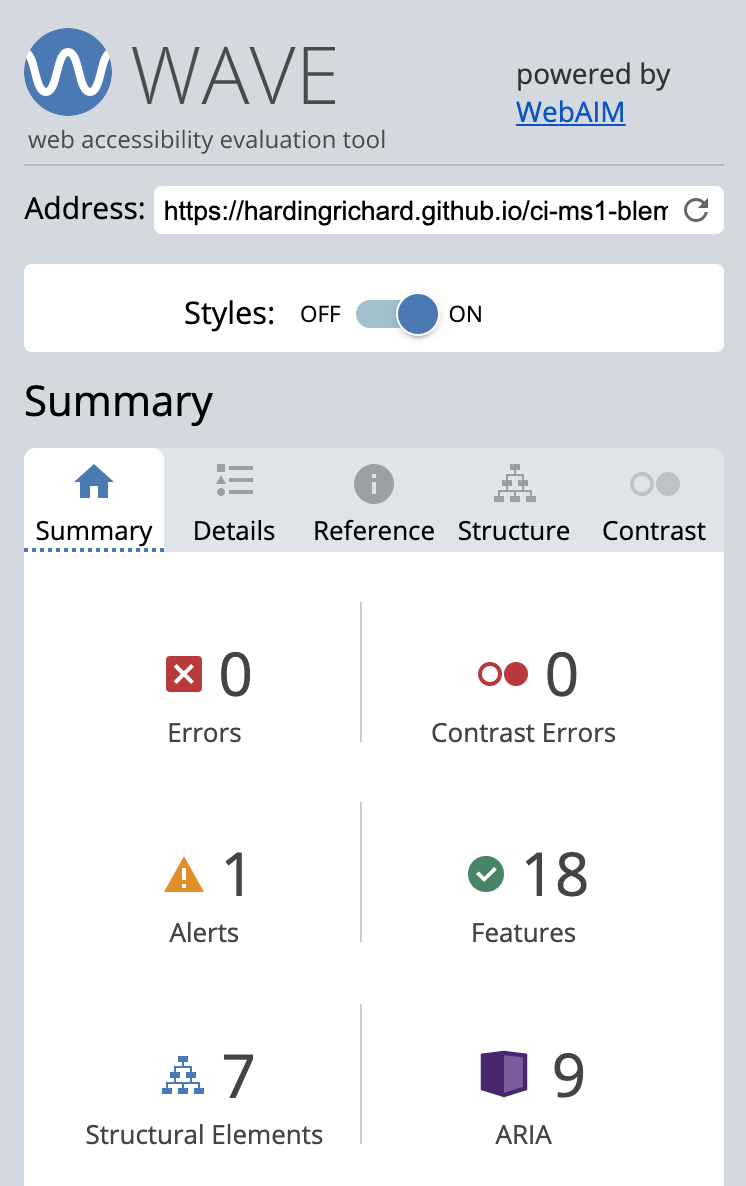 WAVE
powered by
WebAIM
web accessibility evaluation tool
Address: https://hardingrichard.github.io/ci-ms1-blem
Styles: OFF ON
Summary
Summary Details Reference Structure Contrast
0 0
Errors Contrast Errors
1 18
Alerts Features
7 9
Structural Elements ARIA